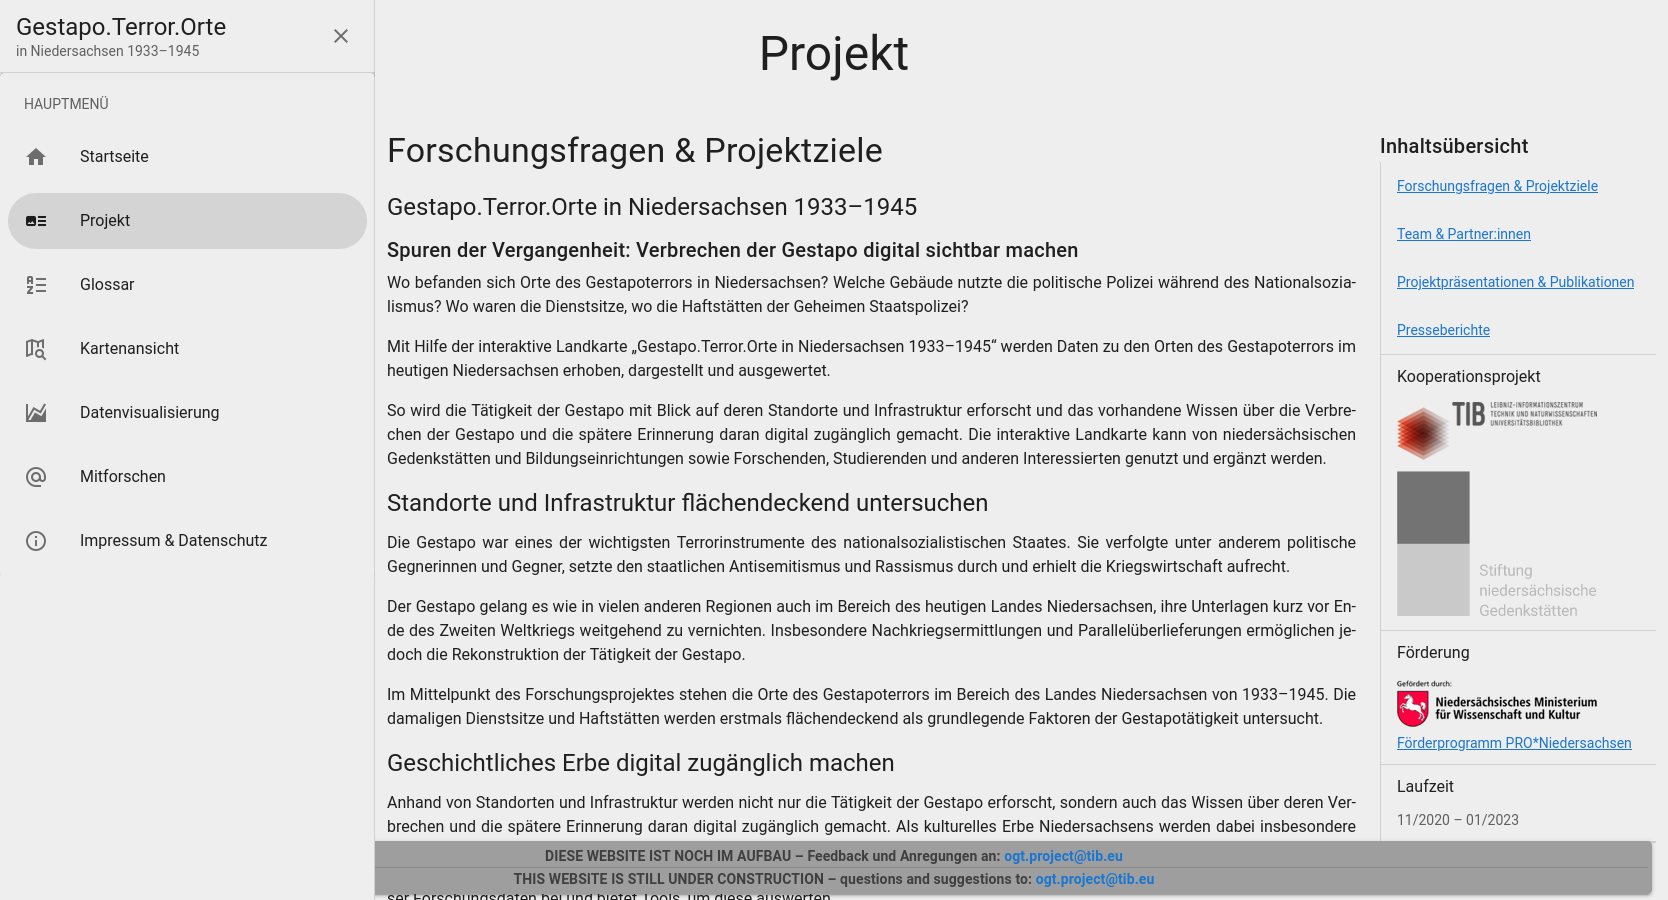 Gestapo.Terror.Orte
in Niedersachsen 1933–1945
HAUPTMENÜ
Startseite
Projekt
Glossar
Kartenansicht
Datenvisualisierung
Mitforschen
Impressum & Datenschutz
Projekt
Forschungsfragen & Projektziele
Gestapo.Terror.Orte in Niedersachsen 1933–1945
Spuren der Vergangenheit: Verbrechen der Gestapo digital sichtbar machen
Wo befanden sich Orte des Gestapoterrors in Niedersachsen? Welche Gebäude nutzte die politische Polizei während des Nationalsozia-
lismus? Wo waren die Dienstsitze, wo die Haftstätten der Geheimen Staatspolizei?
Mit Hilfe der interaktive Landkarte „Gestapo.Terror.Orte in Niedersachsen 1933–1945“ werden Daten zu den Orten des Gestapoterrors im
heutigen Niedersachsen erhoben, dargestellt und ausgewertet.
So wird die Tätigkeit der Gestapo mit Blick auf deren Standorte und Infrastruktur erforscht und das vorhandene Wissen über die Verbre-
chen der Gestapo und die spätere Erinnerung daran digital zugänglich gemacht. Die interaktive Landkarte kann von niedersächsischen
Gedenkstätten und Bildungseinrichtungen sowie Forschenden, Studierenden und anderen Interessierten genutzt und ergänzt werden.
Standorte und Infrastruktur flächendeckend untersuchen
Die Gestapo war eines der wichtigsten Terrorinstrumente des nationalsozialistischen Staates. Sie verfolgte unter anderem politische
Gegnerinnen und Gegner, setzte den staatlichen Antisemitismus und Rassismus durch und erhielt die Kriegswirtschaft aufrecht.
Der Gestapo gelang es wie in vielen anderen Regionen auch im Bereich des heutigen Landes Niedersachsen, ihre Unterlagen kurz vor En-
de des Zweiten Weltkriegs weitgehend zu vernichten. Insbesondere Nachkriegsermittlungen und Parallelüberlieferungen ermöglichen je-
doch die Rekonstruktion der Tätigkeit der Gestapo.
Im Mittelpunkt des Forschungsprojektes stehen die Orte des Gestapoterrors im Bereich des Landes Niedersachsen von 1933–1945. Die
damaligen Dienstsitze und Haftstätten werden erstmals flächendeckend als grundlegende Faktoren der Gestapotätigkeit untersucht.
Geschichtliches Erbe digital zugänglich machen
Anhand von Standorten und Infrastruktur werden nicht nur die Tätigkeit der Gestapo erforscht, sondern auch das Wissen über deren Ver-
brechen und die spätere Erinnerung daran digital zugänglich gemacht. Als kulturelles Erbe Niedersachsens werden dabei insbesondere
ser Forschungsdaten bei und bietet Tools, um diese auswerten
Inhaltsübersicht
Forschungsfragen & Projektziele
Team & Partner:innen
Projektpräsentationen & Publikationen
Presseberichte
Kooperationsprojekt
TIB
LEIBNIZ-INFORMATIONSZENTRUM
TECHNIK UND NATURWISSENSCHAFTEN
UNIVERSITÄTSBIBLIOTHEK
Stiftung
niedersächsische
Gedenkstätten
Förderung
Gefördert durch:
Niedersächsisches Ministerium
für Wissenschaft und Kultur
Förderprogramm PRO*Niedersachsen
Laufzeit
11/2020 – 01/2023
DIESE WEBSITE IST NOCH IM AUFBAU – Feedback und Anregungen an: ogt.project@tib.eu
THIS WEBSITE IS STILL UNDER CONSTRUCTION – questions and suggestions to: ogt.project@tib.eu